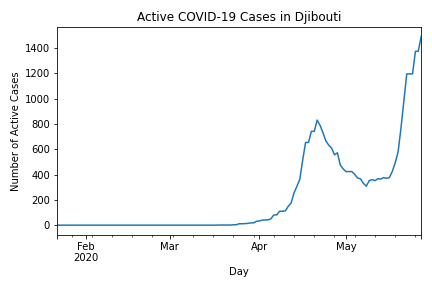 Active COVID-19 Cases in Djibouti
1400
1200
1000
800
600
400
200
0
Number of Active Cases
Feb
2020
Mar
Apr
May
Day